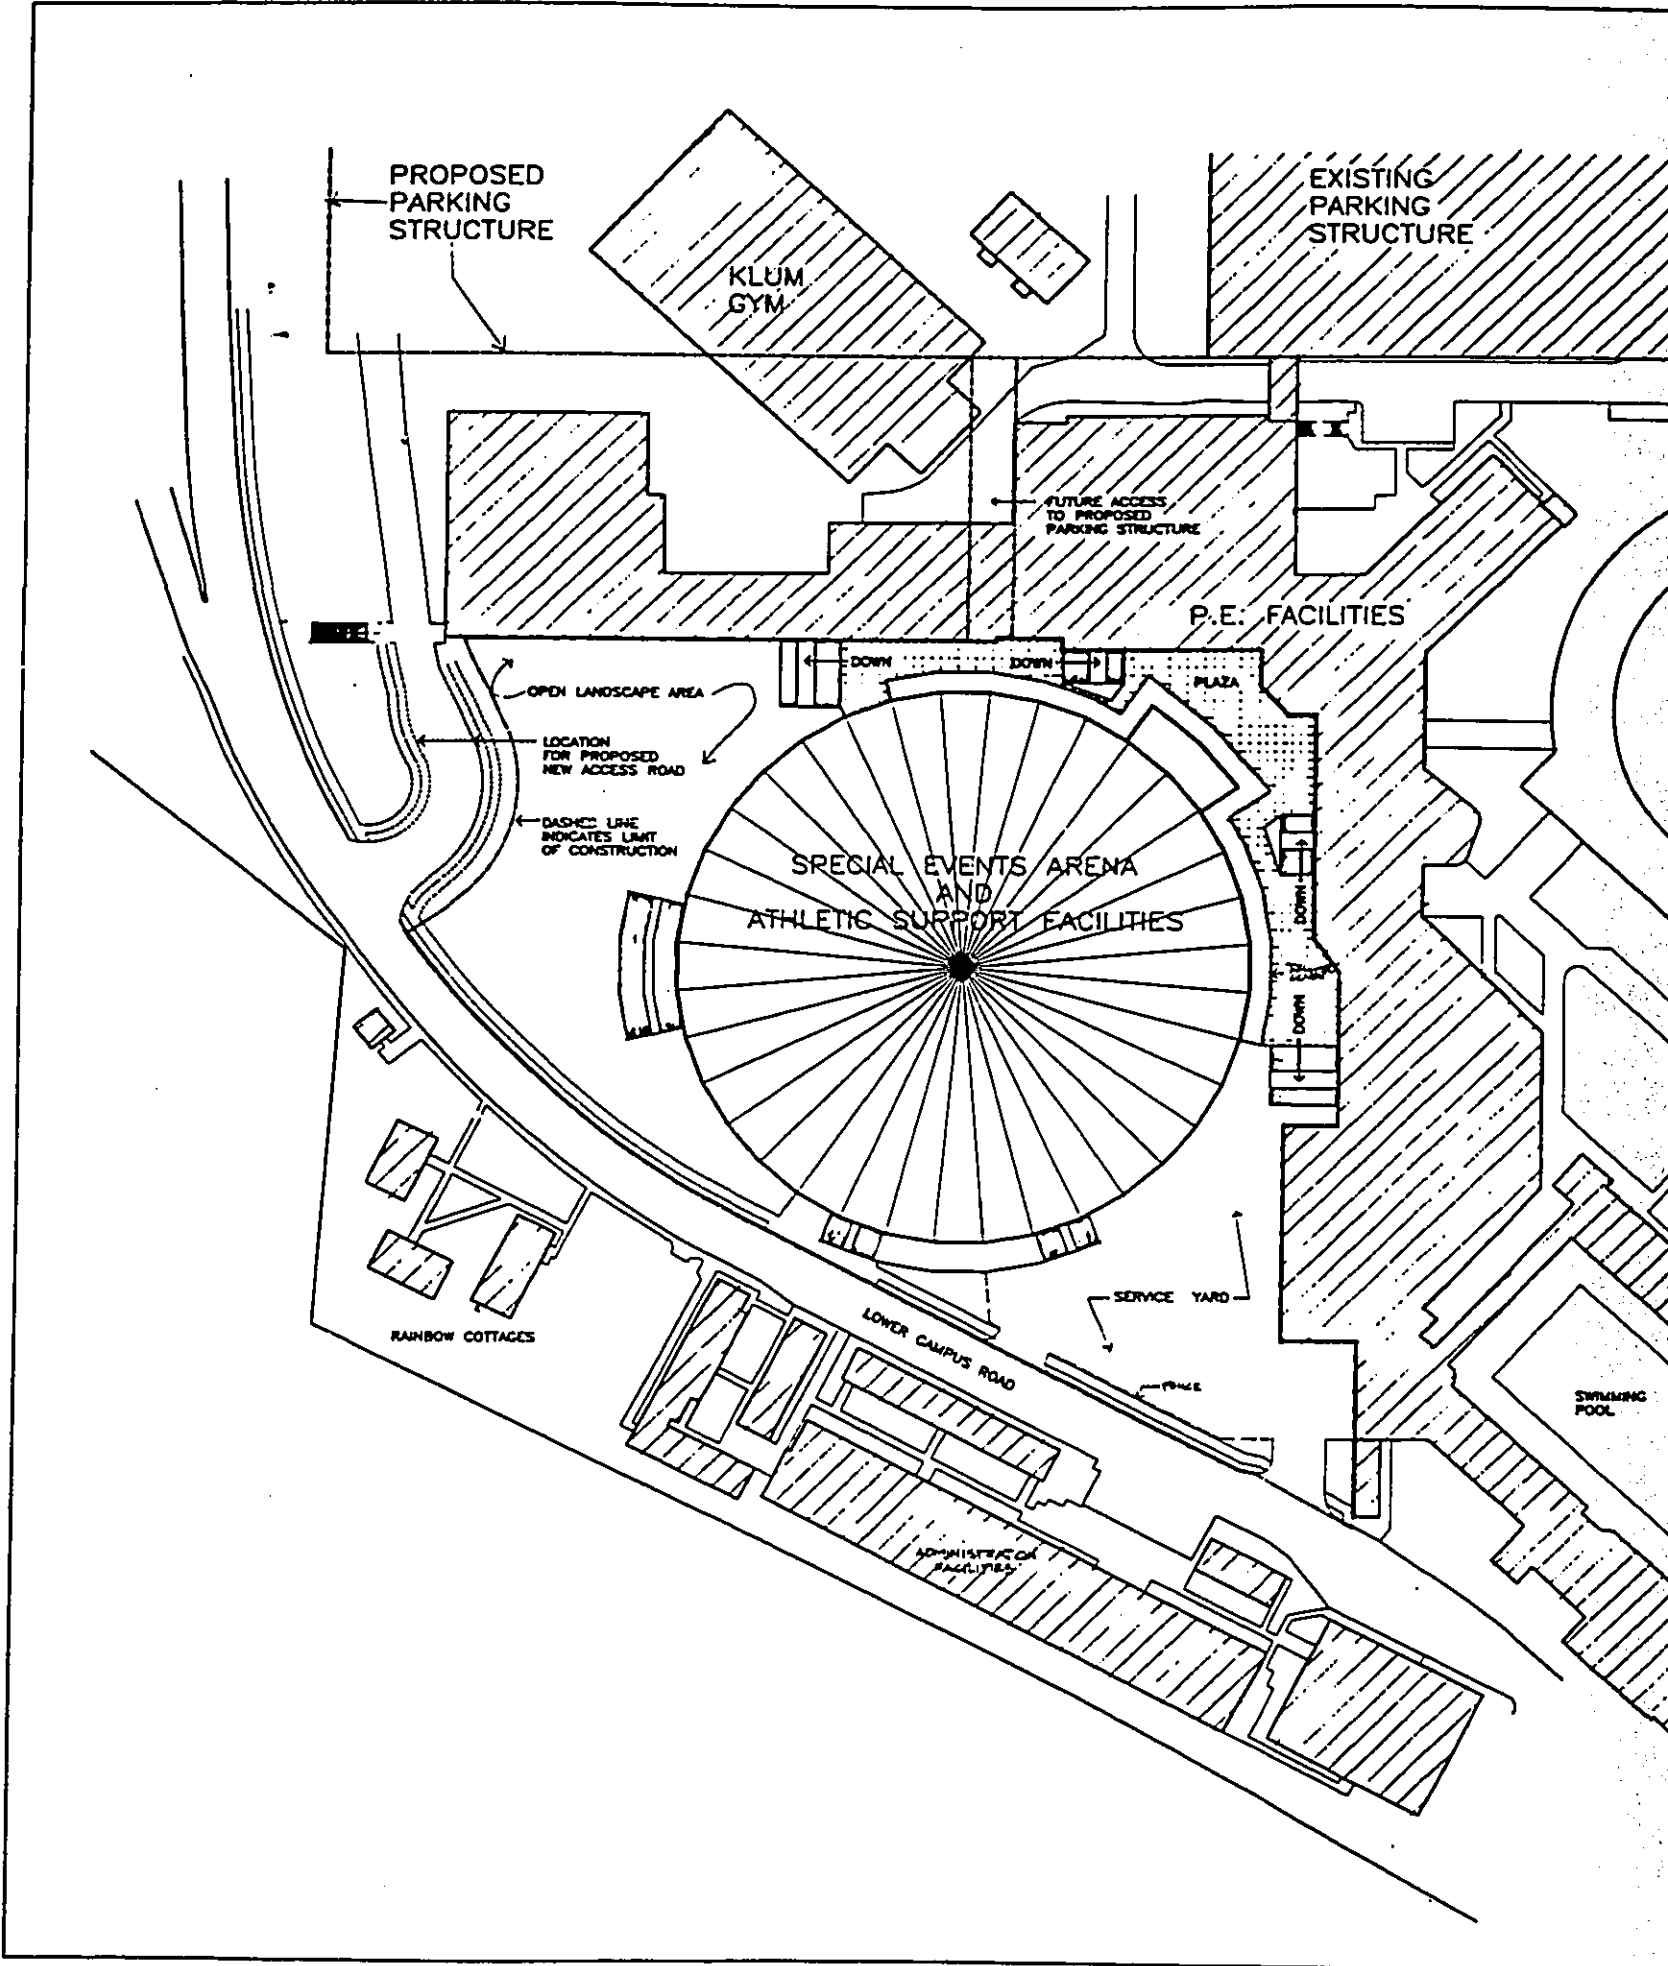 PROPOSED
PARKING
STRUCTURE
KLUM
GYM
EXISTING
PARKING
STRUCTURE
FUTURE ACCESS
TO PROPOSED
PARKING STRUCTURE
P.E. FACILITIES
DOWN
DOWN
PLAZA
OPEN LANDSCAPE AREA
LOCATION
FOR PROPOSED
NEW ACCESS ROAD
DASHED LINE
INDICATES LIMIT
OF CONSTRUCTION
SPECIAL EVENTS ARENA
AND
ATHLETIC SUPPORT FACILITIES
DOWN
DOWN
SERVICE YARD
RAINBOW COTTAGES
LOWER CAMPUS ROAD
FENCE
SWIMMING
POOL
ADMINISTRATION
FACILITIES